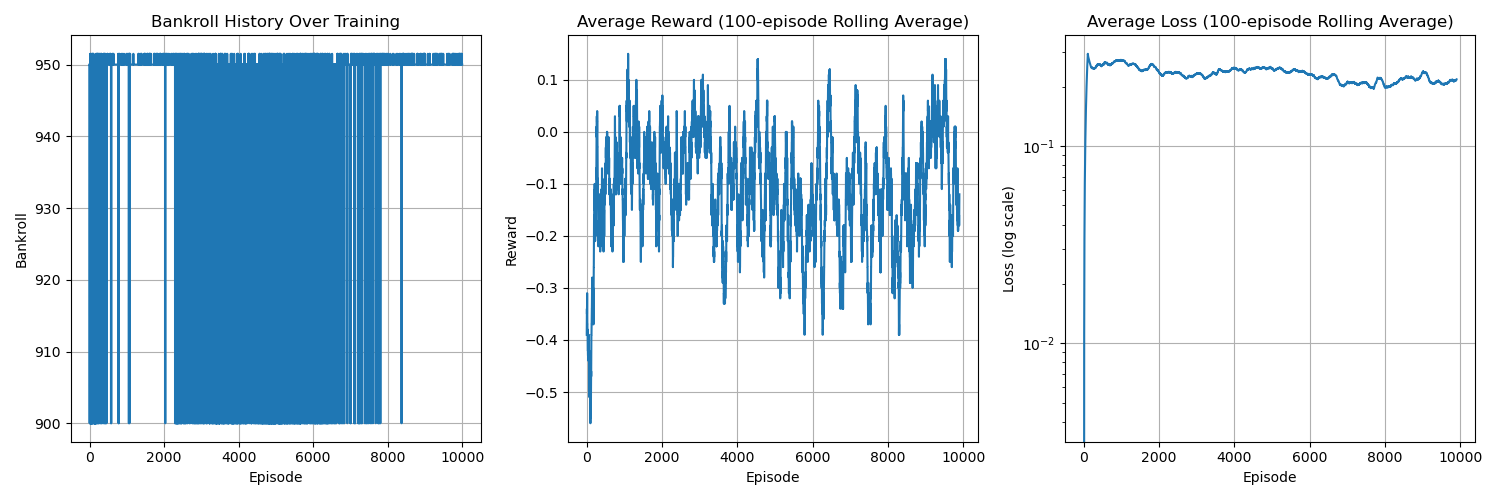 Bankroll History Over Training
Bankroll
950
940
930
920
910
900
0 2000 4000 6000 8000 10000
Episode
Average Reward (100-episode Rolling Average)
Reward
0.1
0.0
−0.1
−0.2
−0.3
−0.4
−0.5
0 2000 4000 6000 8000 10000
Episode
Average Loss (100-episode Rolling Average)
Loss (log scale)
10⁻¹
10⁻²
0 2000 4000 6000 8000 10000
Episode